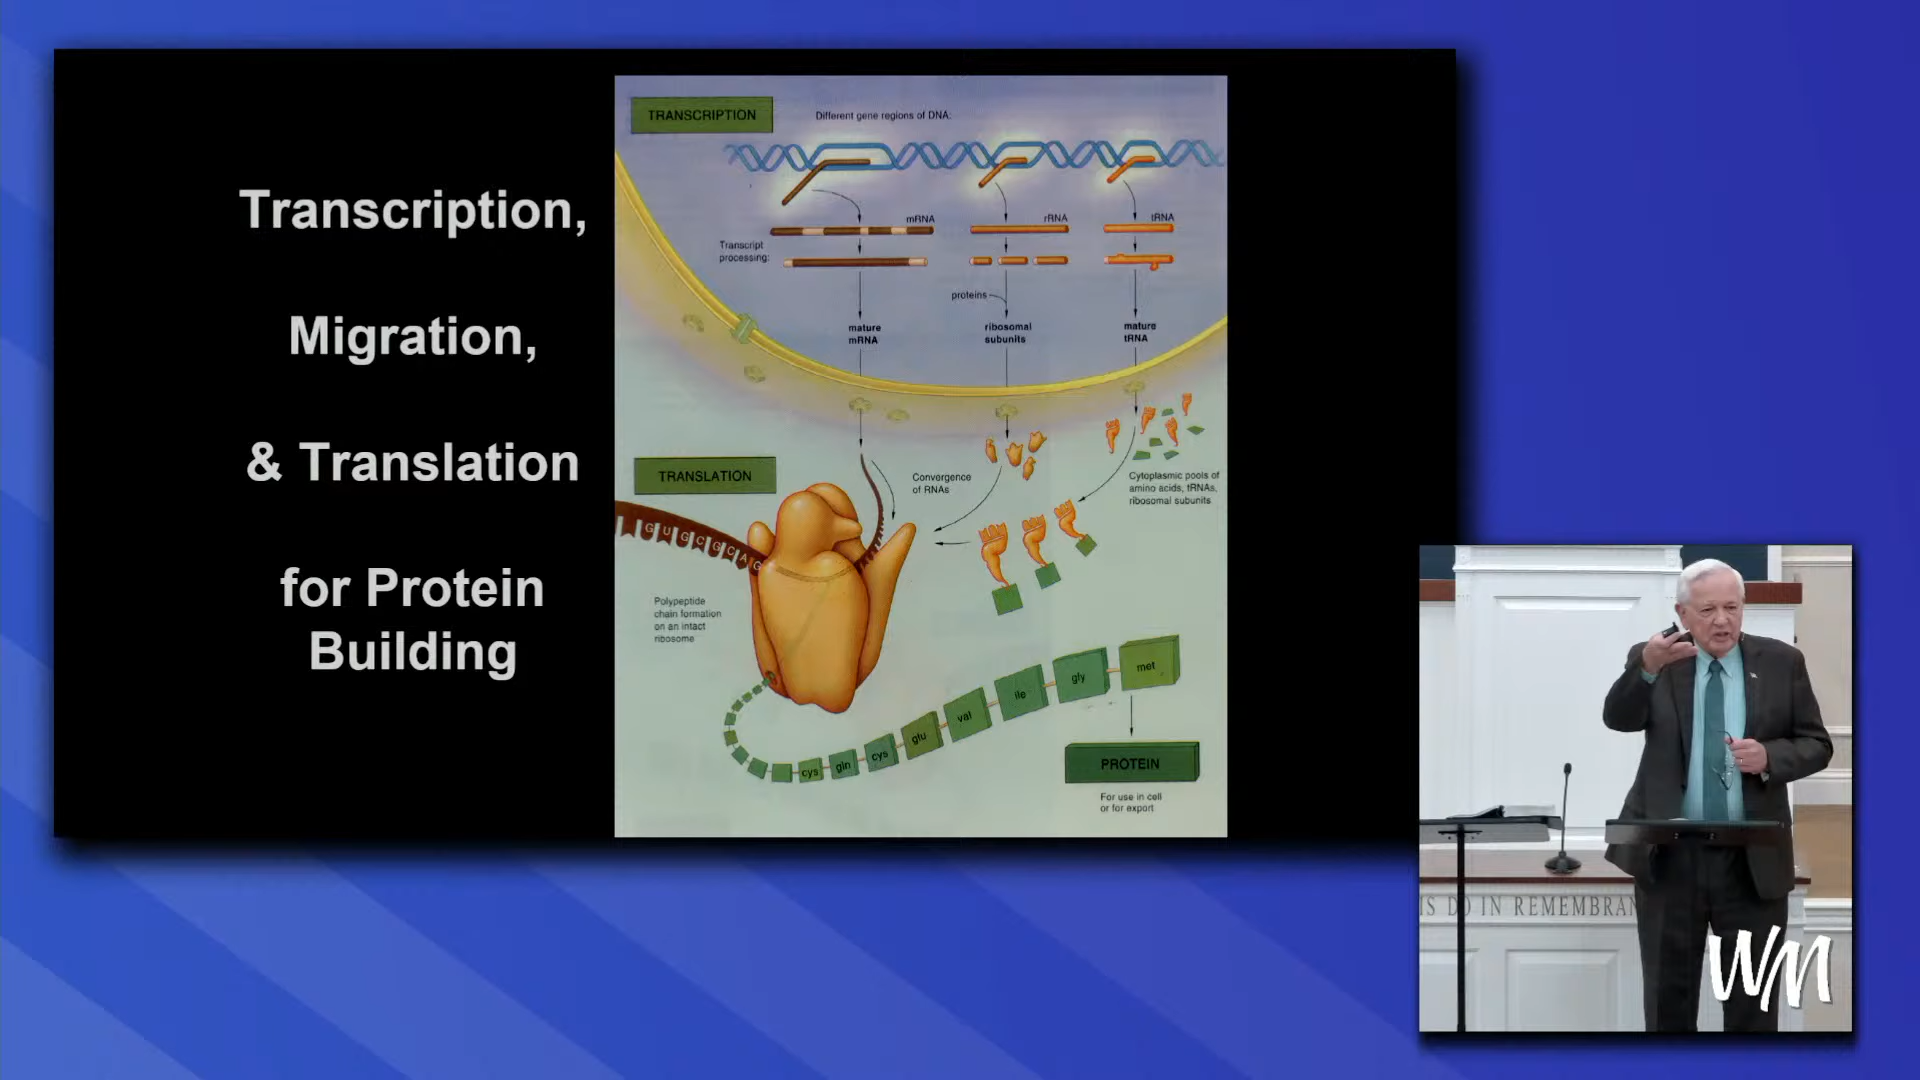 Transcription,
Migration,
& Translation
for Protein
Building
TRANSCRIPTION
Different gene regions of DNA:
mRNA
rRNA
tRNA
Transcript
processing:
proteins
mature
mRNA
ribosomal
subunits
mature
tRNA
TRANSLATION
Convergence
of RNAs
Cytoplasmic pools of
amino acids, tRNAs,
ribosomal subunits
G U G C G C A G
Polypeptide
chain formation
on an intact
ribosome
cys gln cys glu val ile gly met
PROTEIN
For use in cell
or for export
IS DO IN REMEMBRAN
WM